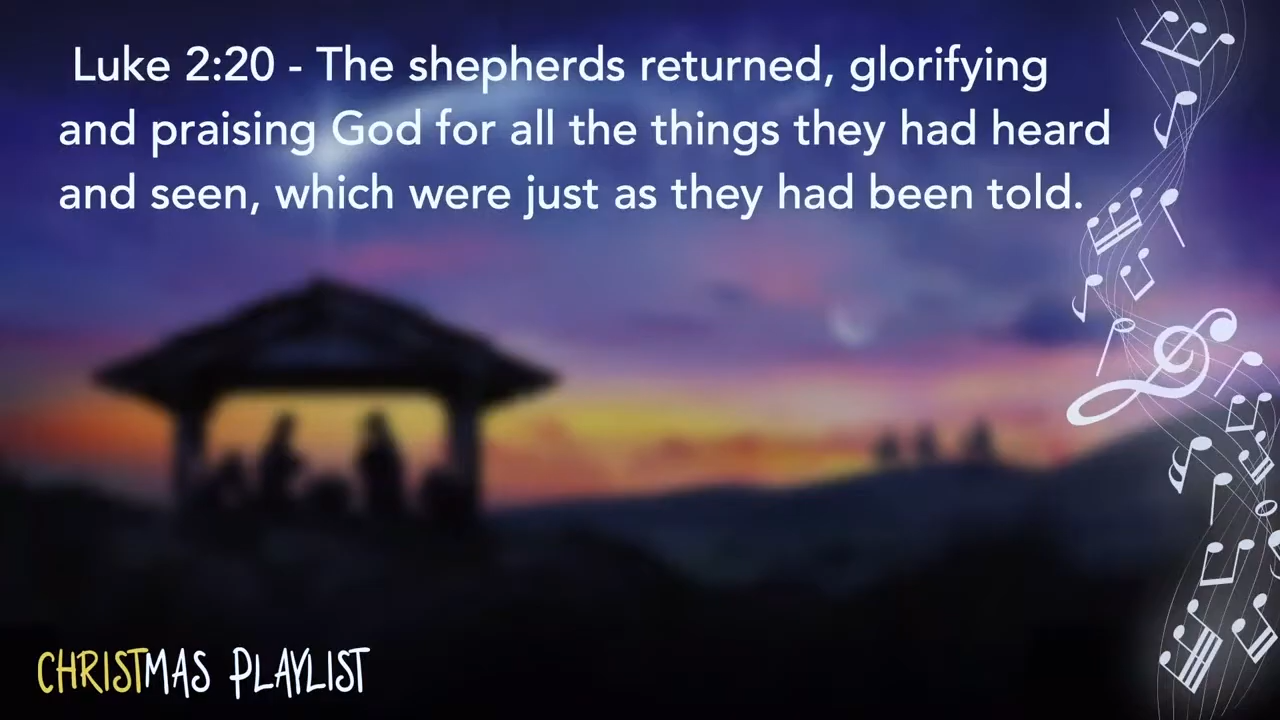 Luke 2:20 - The shepherds returned, glorifying
and praising God for all the things they had heard
and seen, which were just as they had been told.
CHRISTMAS PLAYLIST